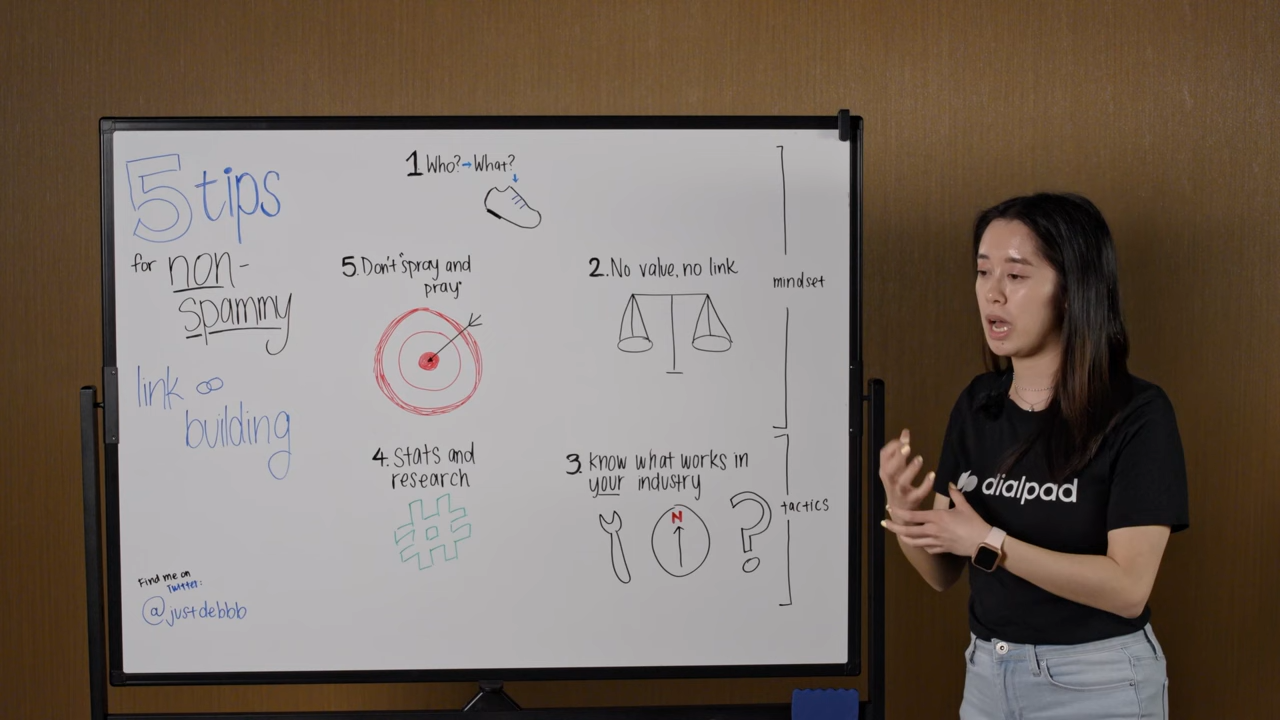 5 tips
for non-
spammy
link
building
Find me on
Twitter:
@justdebbb
1 Who?→What?
2. No value, no link
3. Know what works in
your industry
N
?
4. Stats and
research
#
5. Don't "spray and
pray"
mindset
tactics
dialpad